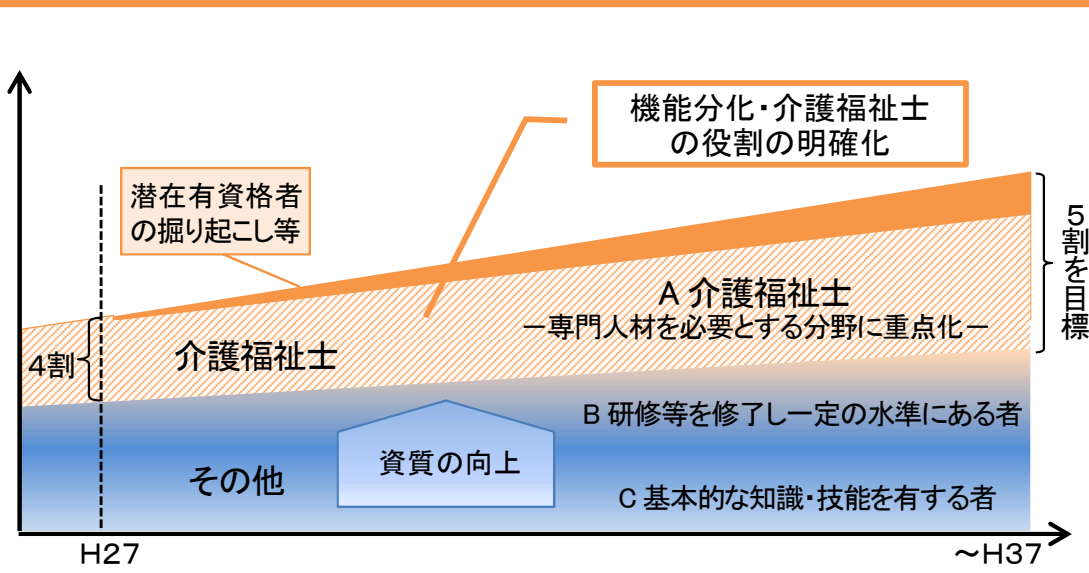 機能分化・介護福祉士
の役割の明確化
潜在有資格者
の掘り起こし等
5割を目標
A 介護福祉士
－専門人材を必要とする分野に重点化－
4割
介護福祉士
B 研修等を修了し一定の水準にある者
資質の向上
その他
C 基本的な知識・技能を有する者
H27
～H37